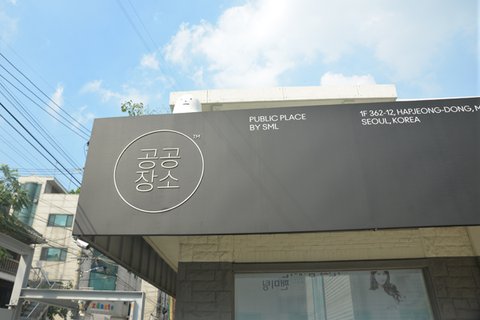 공공
장소
TM
PUBLIC PLACE
BY SML
1F 362-12, HAPJEONG-DONG, M
SEOUL, KOREA